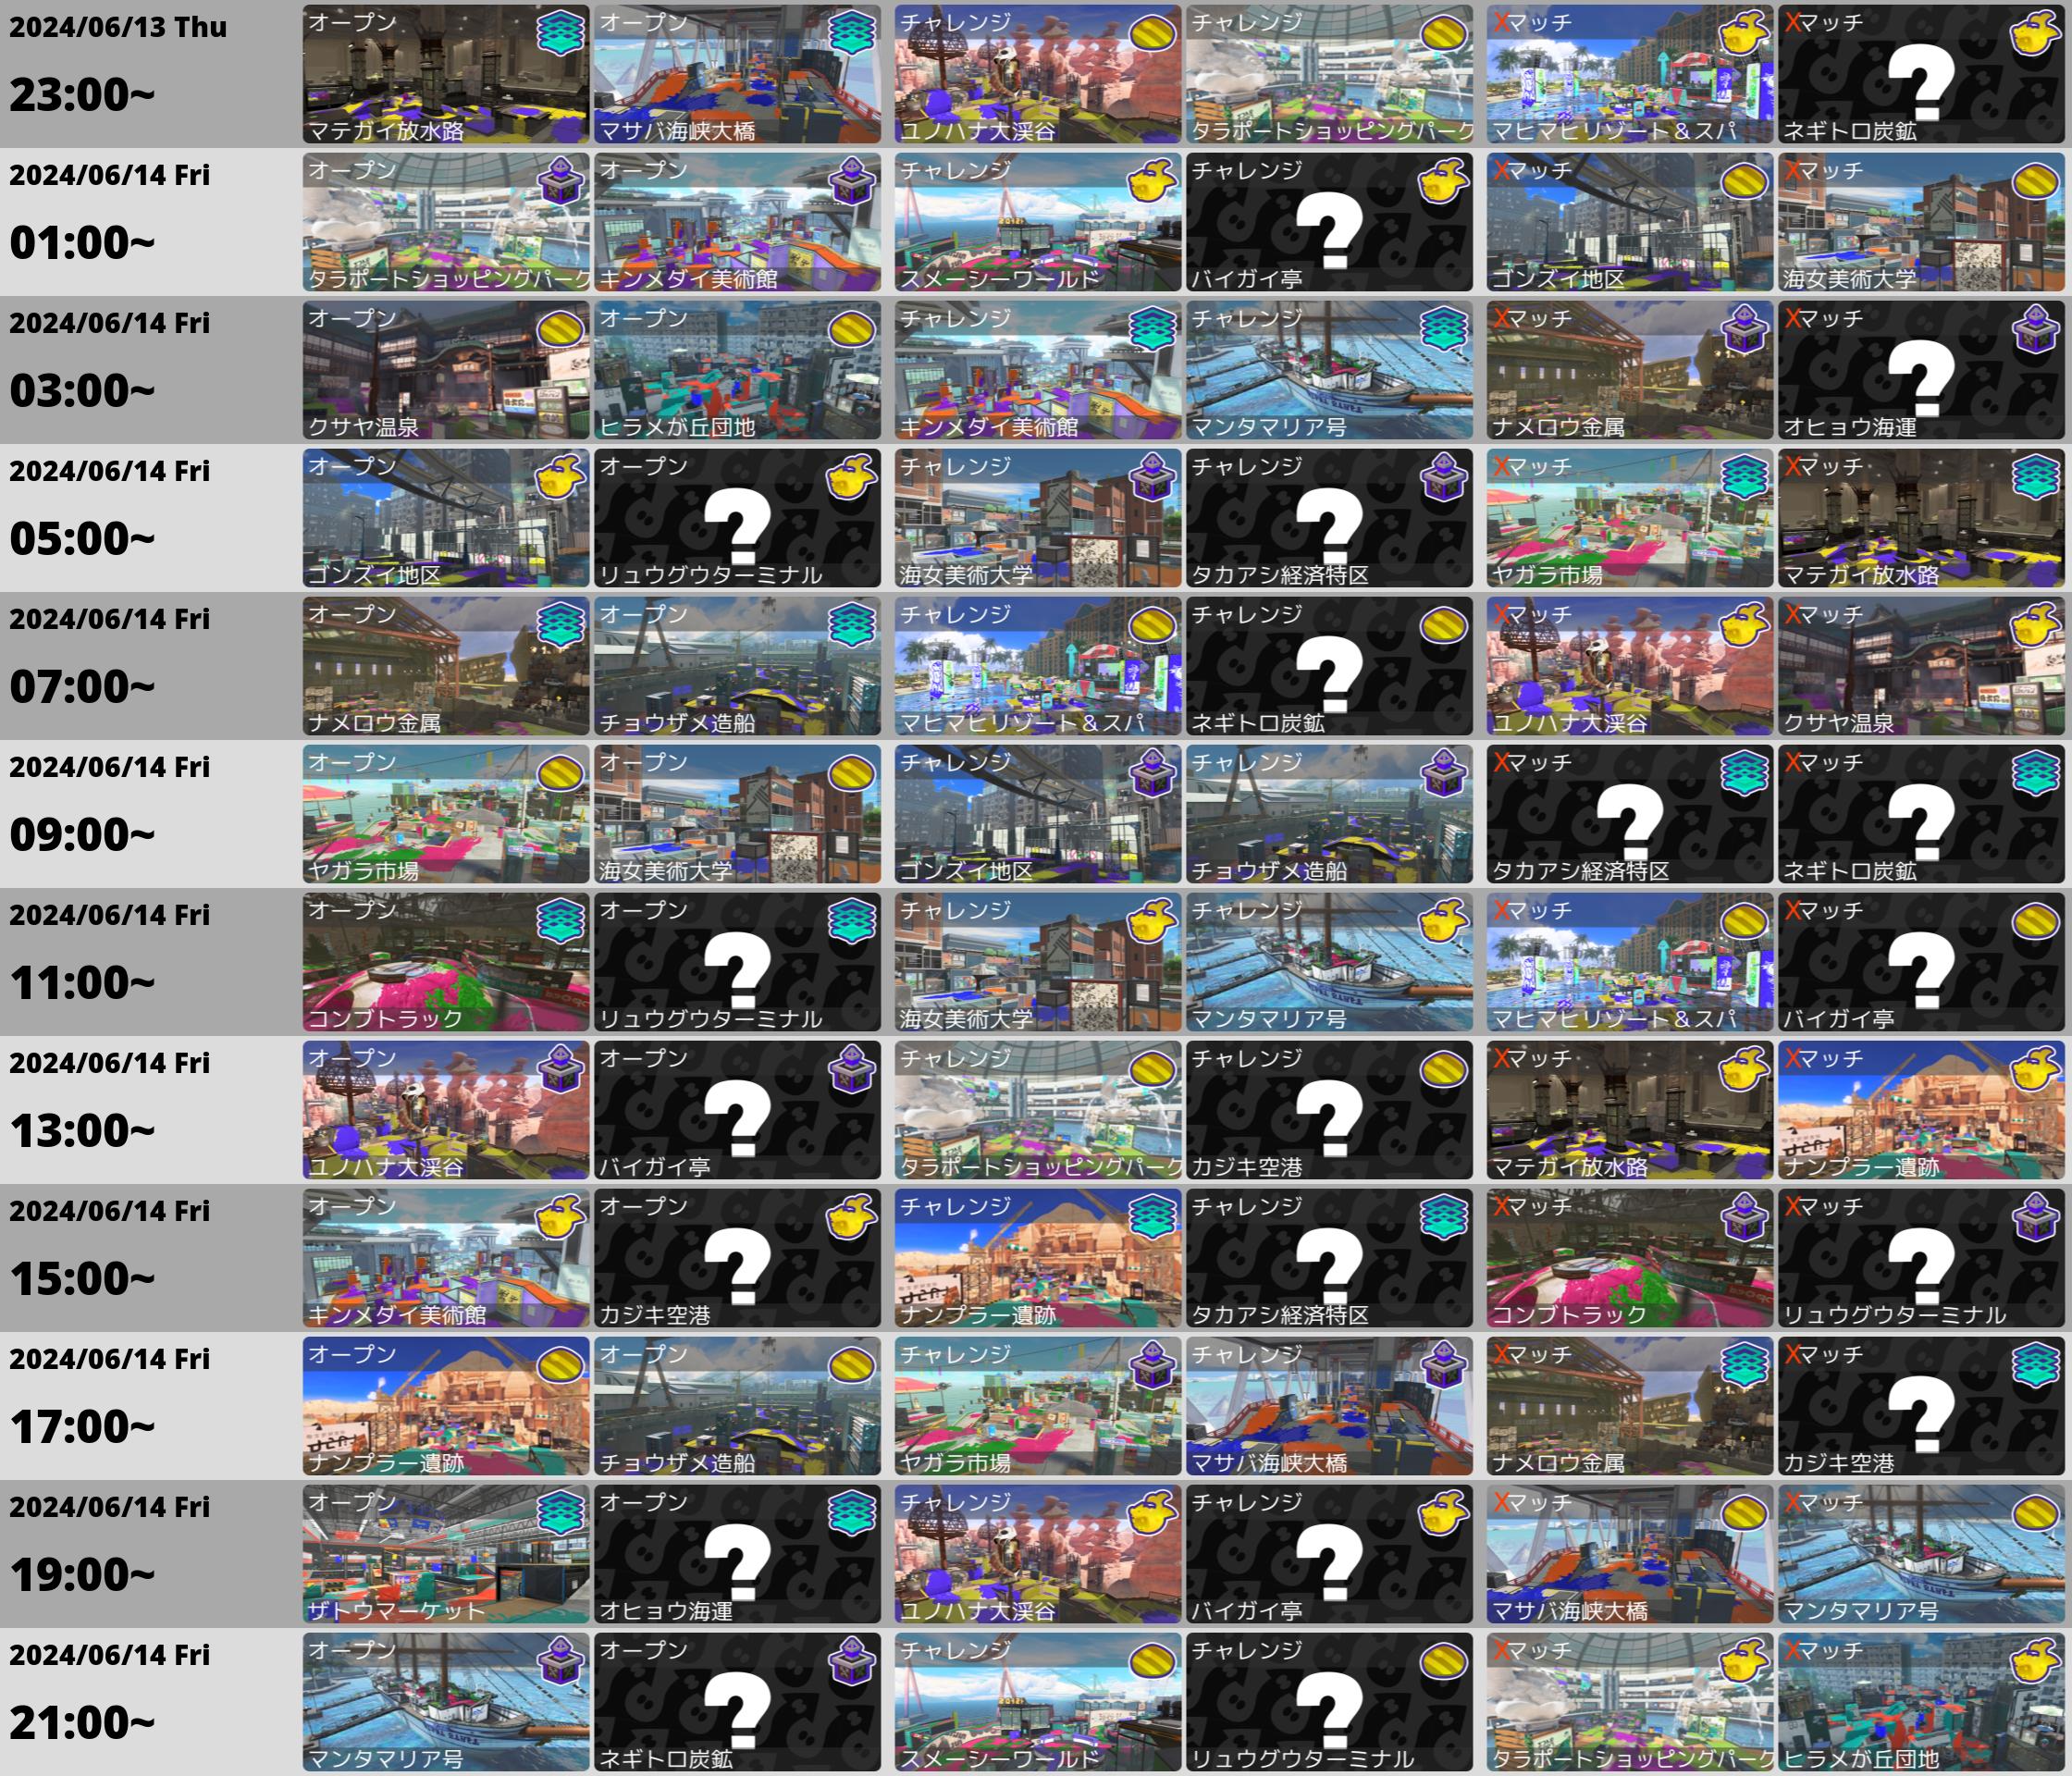 2024/06/13 Thu
23:00~
オープン
マテガイ放水路
オープン
マサバ海峡大橋
チャレンジ
ユノハナ大渓谷
チャレンジ
タラポートショッピングパーク
Xマッチ
マヒマヒリゾート＆スパ
Xマッチ
ネギトロ炭鉱
2024/06/14 Fri
01:00~
オープン
タラポートショッピングパーク
オープン
キンメダイ美術館
チャレンジ
スメーシーワールド
チャレンジ
バイガイ亭
Xマッチ
ゴンズイ地区
Xマッチ
海女美術大学
2024/06/14 Fri
03:00~
オープン
クサヤ温泉
オープン
ヒラメが丘団地
チャレンジ
キンメダイ美術館
チャレンジ
マンタマリア号
Xマッチ
ナメロウ金属
Xマッチ
オヒョウ海運
2024/06/14 Fri
05:00~
オープン
ゴンズイ地区
オープン
リュウグウターミナル
チャレンジ
海女美術大学
チャレンジ
タカアシ経済特区
Xマッチ
ヤガラ市場
Xマッチ
マテガイ放水路
2024/06/14 Fri
07:00~
オープン
ナメロウ金属
オープン
チョウザメ造船
チャレンジ
マヒマヒリゾート＆スパ
チャレンジ
ネギトロ炭鉱
Xマッチ
ユノハナ大渓谷
Xマッチ
クサヤ温泉
2024/06/14 Fri
09:00~
オープン
ヤガラ市場
オープン
海女美術大学
チャレンジ
ゴンズイ地区
チャレンジ
チョウザメ造船
Xマッチ
タカアシ経済特区
Xマッチ
ネギトロ炭鉱
2024/06/14 Fri
11:00~
オープン
コンブトラック
オープン
リュウグウターミナル
チャレンジ
海女美術大学
チャレンジ
マンタマリア号
Xマッチ
マヒマヒリゾート＆スパ
Xマッチ
バイガイ亭
2024/06/14 Fri
13:00~
オープン
ユノハナ大渓谷
オープン
バイガイ亭
チャレンジ
タラポートショッピングパーク
チャレンジ
カジキ空港
Xマッチ
マテガイ放水路
Xマッチ
ナンプラー遺跡
2024/06/14 Fri
15:00~
オープン
キンメダイ美術館
オープン
カジキ空港
チャレンジ
ナンプラー遺跡
チャレンジ
タカアシ経済特区
Xマッチ
コンブトラック
Xマッチ
リュウグウターミナル
2024/06/14 Fri
17:00~
オープン
ナンプラー遺跡
オープン
チョウザメ造船
チャレンジ
ヤガラ市場
チャレンジ
マサバ海峡大橋
Xマッチ
ナメロウ金属
Xマッチ
カジキ空港
2024/06/14 Fri
19:00~
オープン
ザトウマーケット
オープン
オヒョウ海運
チャレンジ
ユノハナ大渓谷
チャレンジ
バイガイ亭
Xマッチ
マサバ海峡大橋
Xマッチ
マンタマリア号
2024/06/14 Fri
21:00~
オープン
マンタマリア号
オープン
ネギトロ炭鉱
チャレンジ
スメーシーワールド
チャレンジ
リュウグウターミナル
Xマッチ
タラポートショッピングパーク
Xマッチ
ヒラメが丘団地